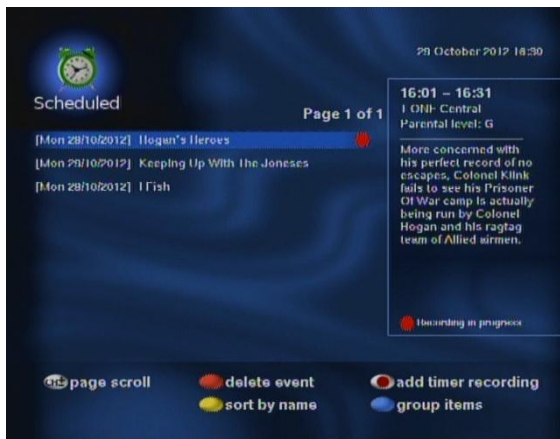 29 October 2012 16:30
Scheduled
Page 1 of 1
[Mon 29/10/2012] Hogan's Heroes
[Mon 29/10/2012] Keeping Up With The Joneses
[Mon 29/10/2012] I Fish
16:01 – 16:31
ONE Central
Parental level: G
More concerned with
his perfect record of no
escapes, Colonel Klink
fails to see his Prisoner
Of War camp is actually
being run by Colonel
Hogan and his ragtag
team of Allied airmen.
Recording in progress
page scroll
delete event
add timer recording
sort by name
group items